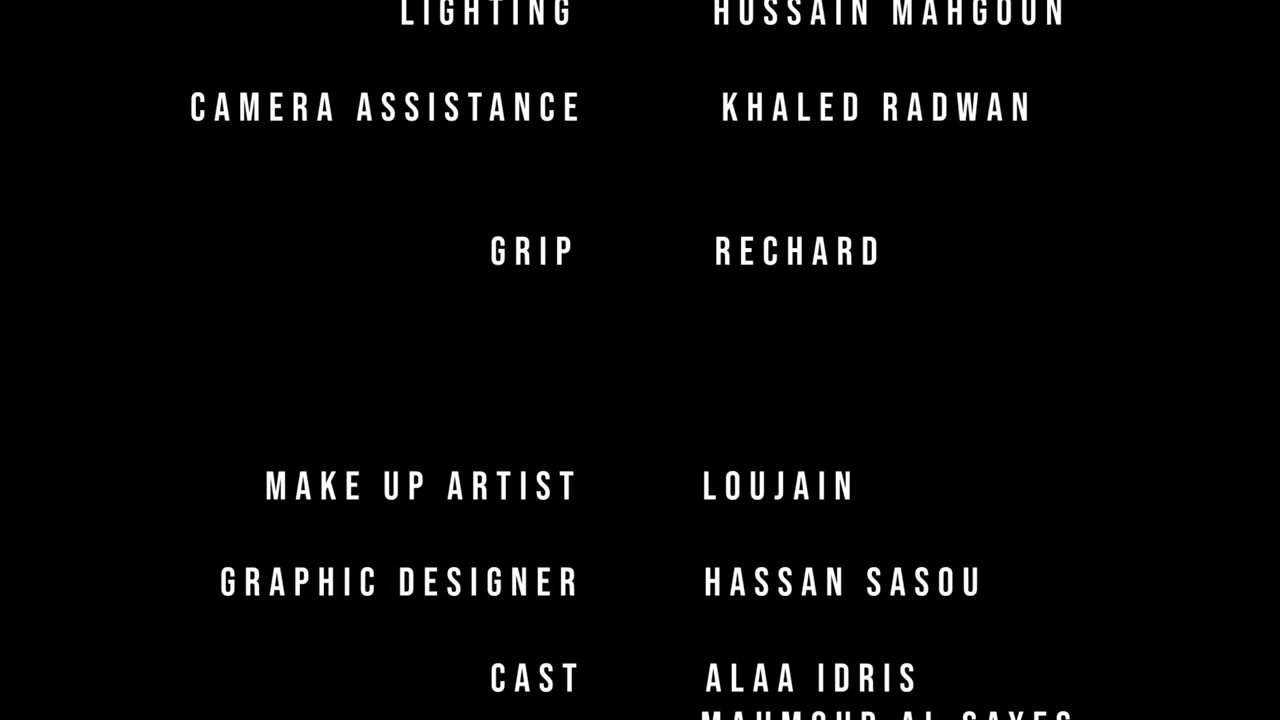 LIGHTING HUSSAIN MAHGOUN
CAMERA ASSISTANCE KHALED RADWAN
GRIP RECHARD
MAKE UP ARTIST LOUJAIN
GRAPHIC DESIGNER HASSAN SASOU
CAST ALAA IDRIS